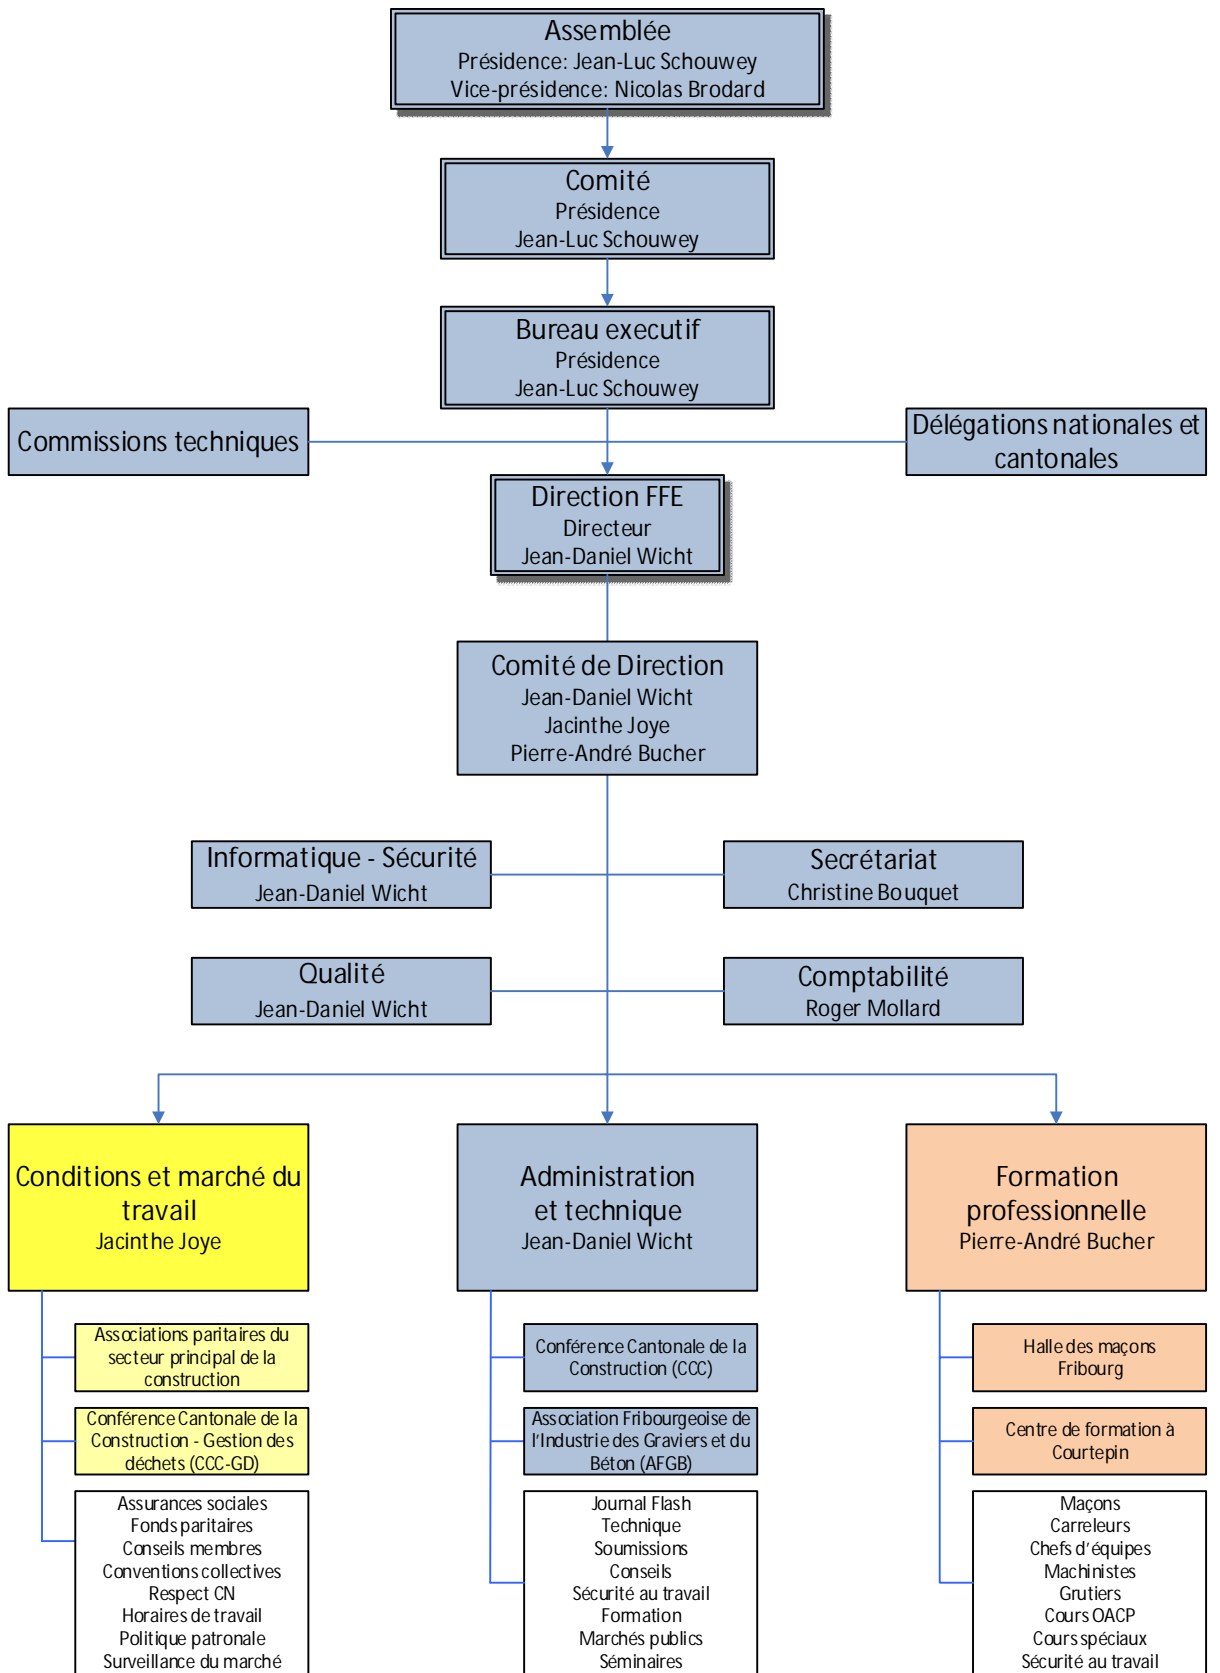 Assemblée
Présidence: Jean-Luc Schouwey
Vice-présidence: Nicolas Brodard
Comité
Présidence
Jean-Luc Schouwey
Bureau executif
Présidence
Jean-Luc Schouwey
Commissions techniques
Délégations nationales et
cantonales
Direction FFE
Directeur
Jean-Daniel Wicht
Comité de Direction
Jean-Daniel Wicht
Jacinthe Joye
Pierre-André Bucher
Informatique - Sécurité
Jean-Daniel Wicht
Secrétariat
Christine Bouquet
Qualité
Jean-Daniel Wicht
Comptabilité
Roger Mollard
Conditions et marché du
travail
Jacinthe Joye
Associations paritaires du
secteur principal de la
construction
Conférence Cantonale de la
Construction - Gestion des
déchets (CCC-GD)
Assurances sociales
Fonds paritaires
Conseils membres
Conventions collectives
Respect CN
Horaires de travail
Politique patronale
Surveillance du marché
Administration
et technique
Jean-Daniel Wicht
Conférence Cantonale de la
Construction (CCC)
Association Fribourgeoise de
l'Industrie des Graviers et du
Béton (AFGB)
Journal Flash
Technique
Soumissions
Conseils
Sécurité au travail
Formation
Marchés publics
Séminaires
Formation
professionnelle
Pierre-André Bucher
Halle des maçons
Fribourg
Centre de formation à
Courtepin
Maçons
Carreleurs
Chefs d'équipes
Machinistes
Grutiers
Cours OACP
Cours spéciaux
Sécurité au travail